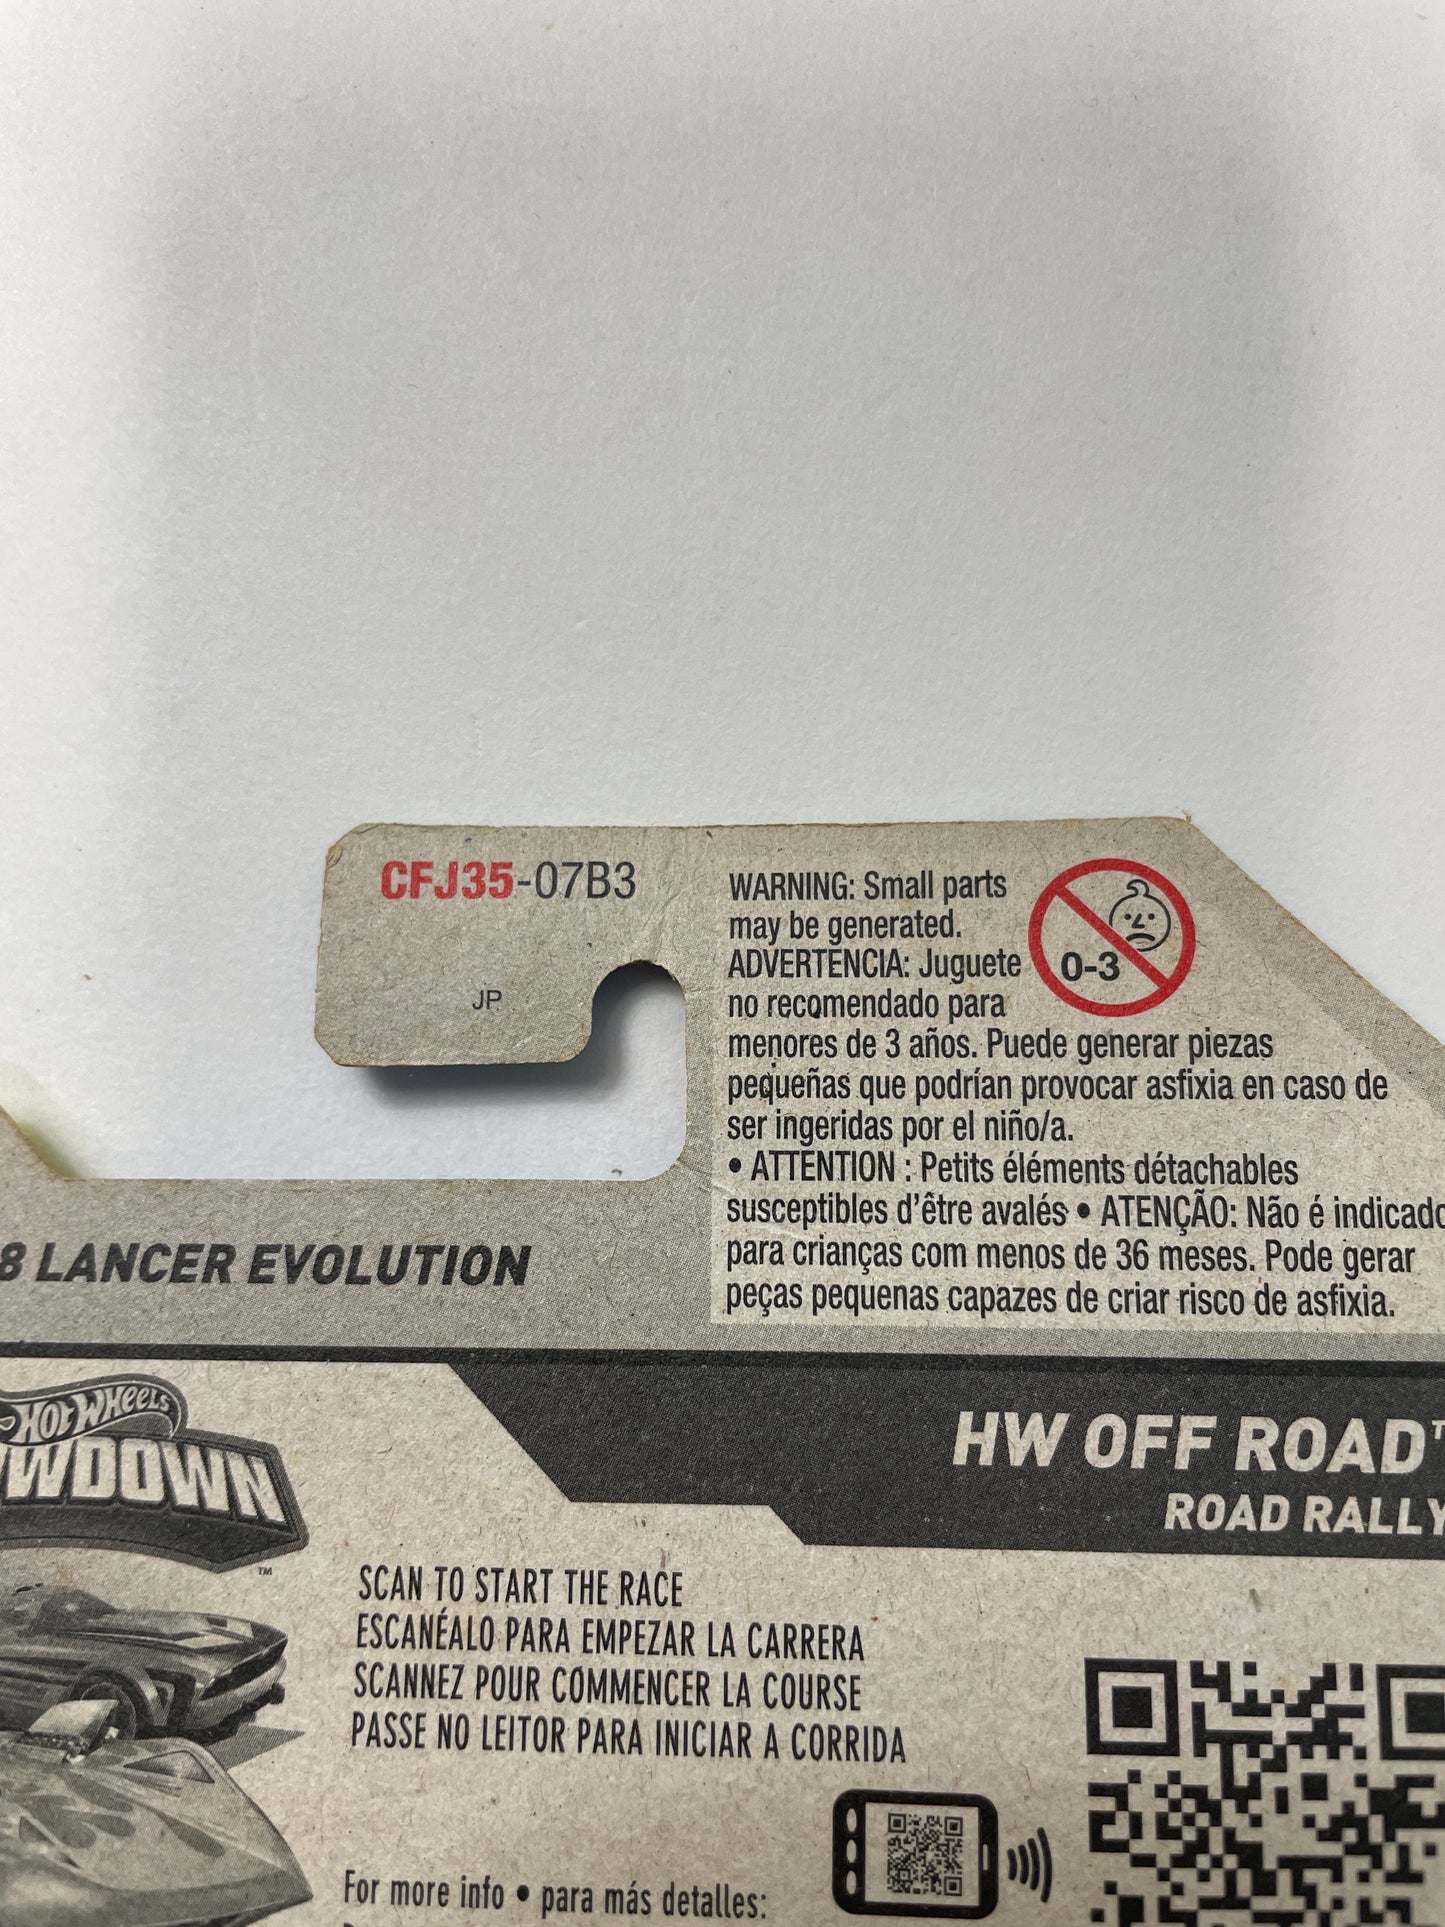 CFJ35-07B3
JP
WARNING: Small parts
may be generated.
ADVERTENCIA: Juguete
no recomendado para
menores de 3 años. Puede generar piezas
pequeñas que podrían provocar asfixia en caso de
ser ingeridas por el niño/a.
• ATTENTION : Petits éléments détachables
susceptibles d'être avalés • ATENÇÃO: Não é indicado
para crianças com menos de 36 meses. Pode gerar
peças pequenas capazes de criar risco de asfixia.
0-3
8 LANCER EVOLUTION
HOT WHEELS
OWDOWN
™
HW OFF ROAD™
ROAD RALLY
SCAN TO START THE RACE
ESCANÉALO PARA EMPEZAR LA CARRERA
SCANNEZ POUR COMMENCER LA COURSE
PASSE NO LEITOR PARA INICIAR A CORRIDA
For more info • para más detalles: